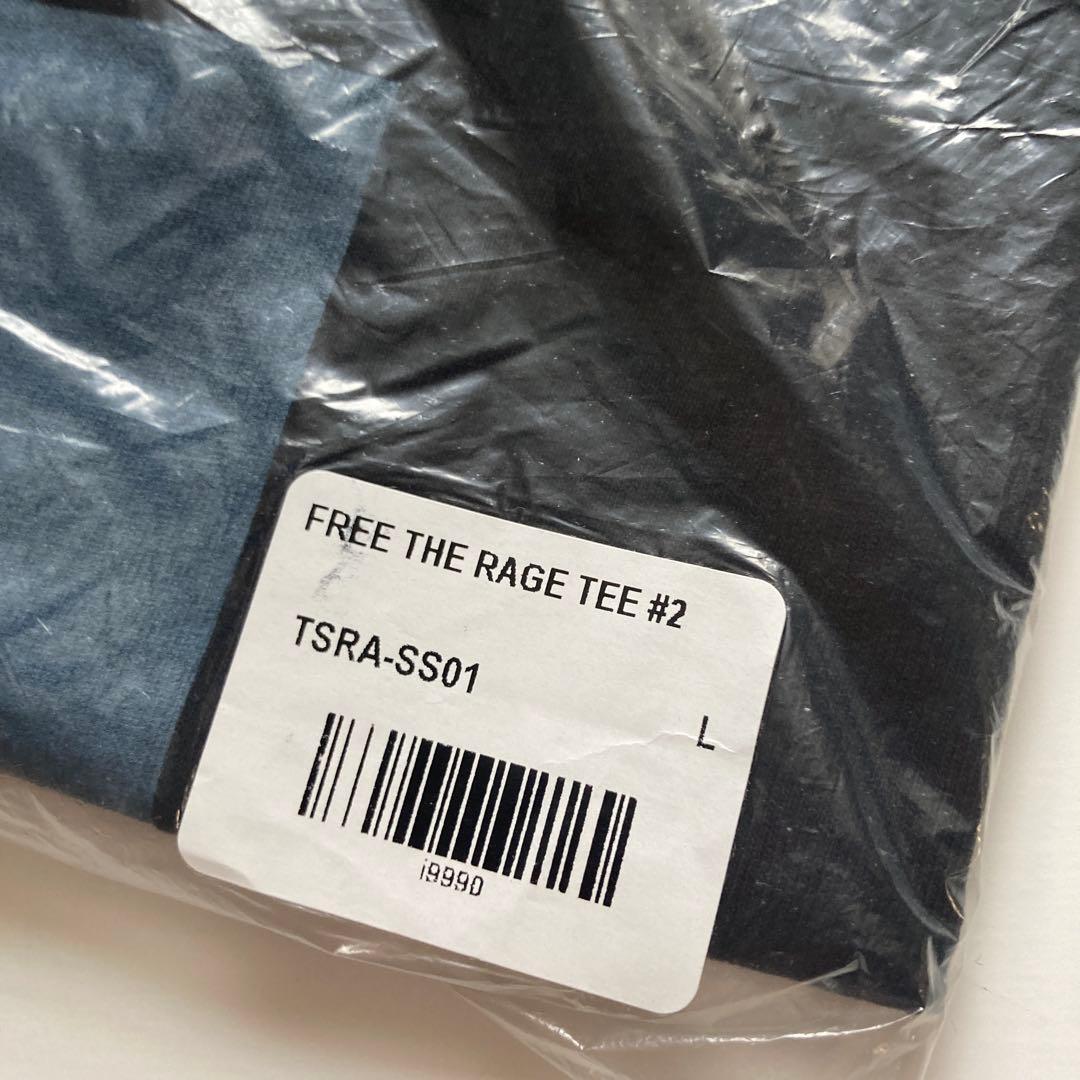 FREE THE RAGE TEE #2
TSRA-SS01
L
i9990